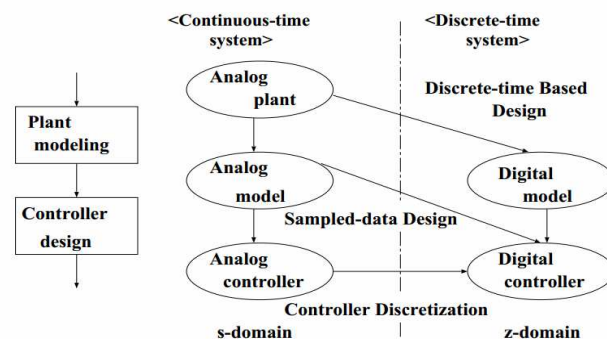 <Continuous-time
system>
<Discrete-time
system>
Plant
modeling
Controller
design
Analog
plant
Discrete-time Based
Design
Analog
model
Digital
model
Sampled-data Design
Analog
controller
Digital
controller
Controller Discretization
s-domain
z-domain